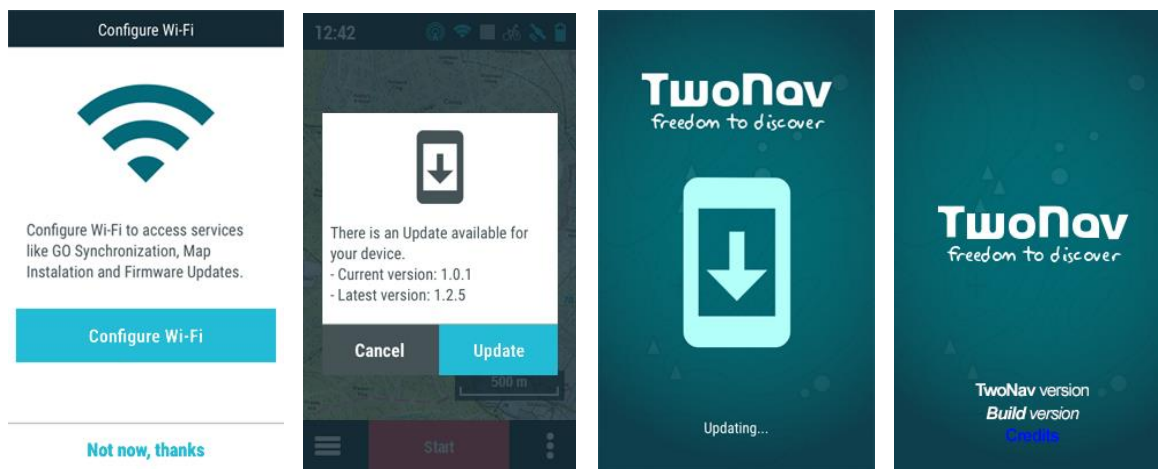 Configure Wi-Fi
Configure Wi-Fi to access services
like GO Synchronization, Map
Instalation and Firmware Updates.
Configure Wi-Fi
Not now, thanks
12:42
There is an Update available for
your device.
- Current version: 1.0.1
- Latest version: 1.2.5
Cancel
Update
500 m
Start
TwoNav
freedom to discover
Updating...
TwoNav
freedom to discover
TwoNav version
Build version
Credits